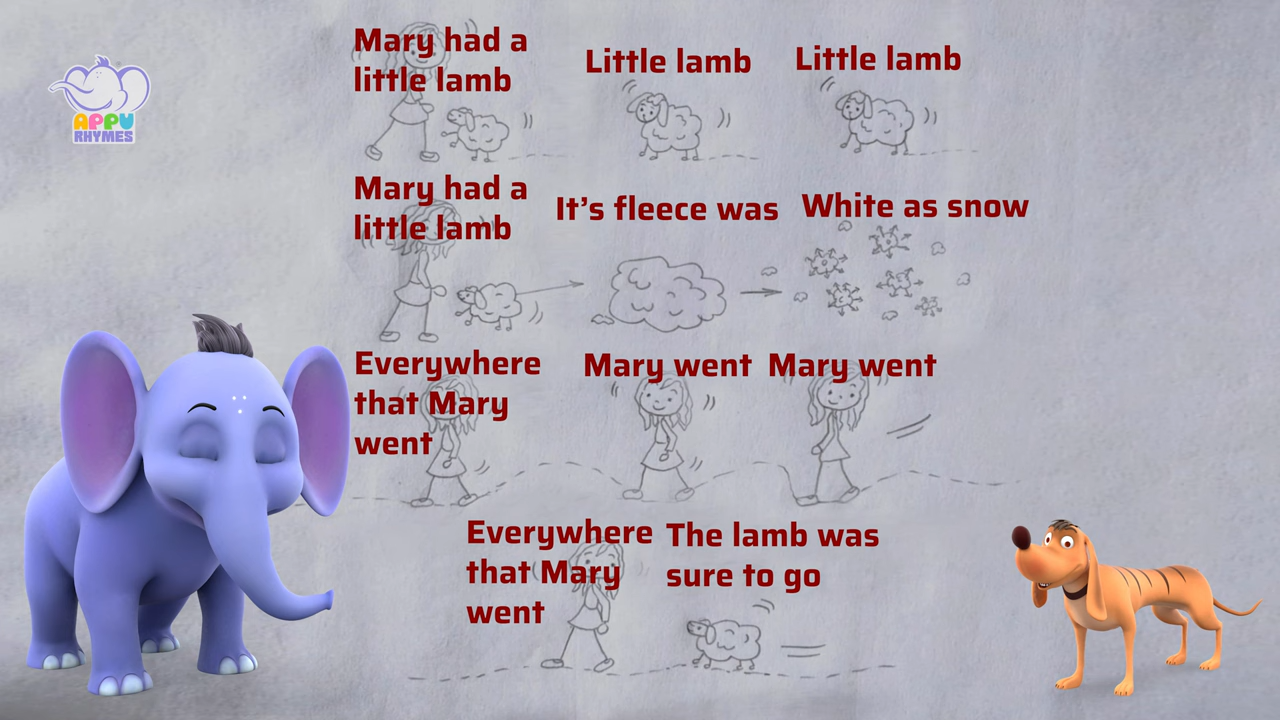 APPU
RHYMES
Mary had a
little lamb
Little lamb
Little lamb
Mary had a
little lamb
It's fleece was
White as snow
Everywhere
that Mary
went
Mary went
Mary went
Everywhere
that Mary
went
The lamb was
sure to go